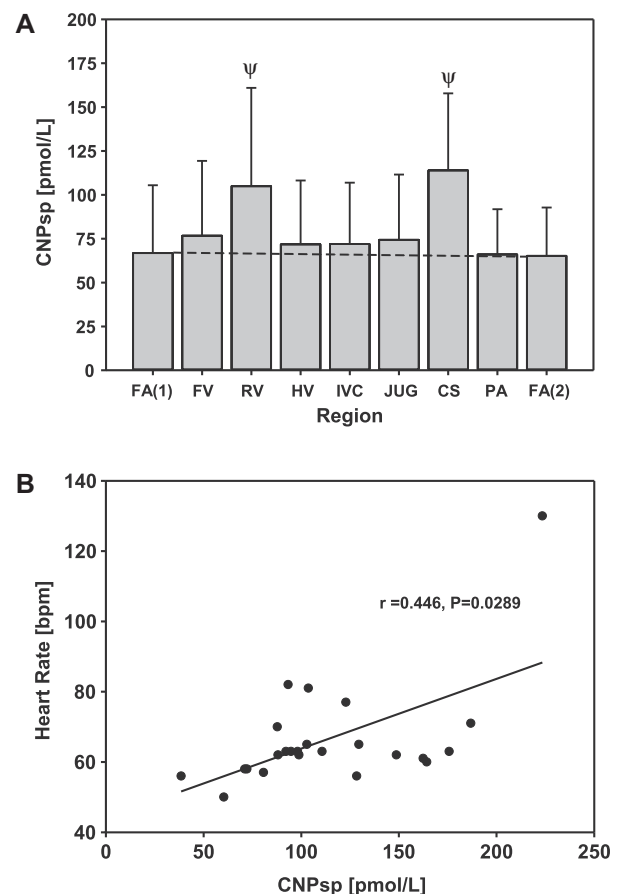 A
200
175
150
125
100
75
50
25
0
CNPsp [pmol/L]
ψ
ψ
FA(1) FV RV HV IVC JUG CS PA FA(2)
Region
B
140
120
100
80
60
40
Heart Rate [bpm]
r =0.446, P=0.0289
0 50 100 150 200 250
CNPsp [pmol/L]